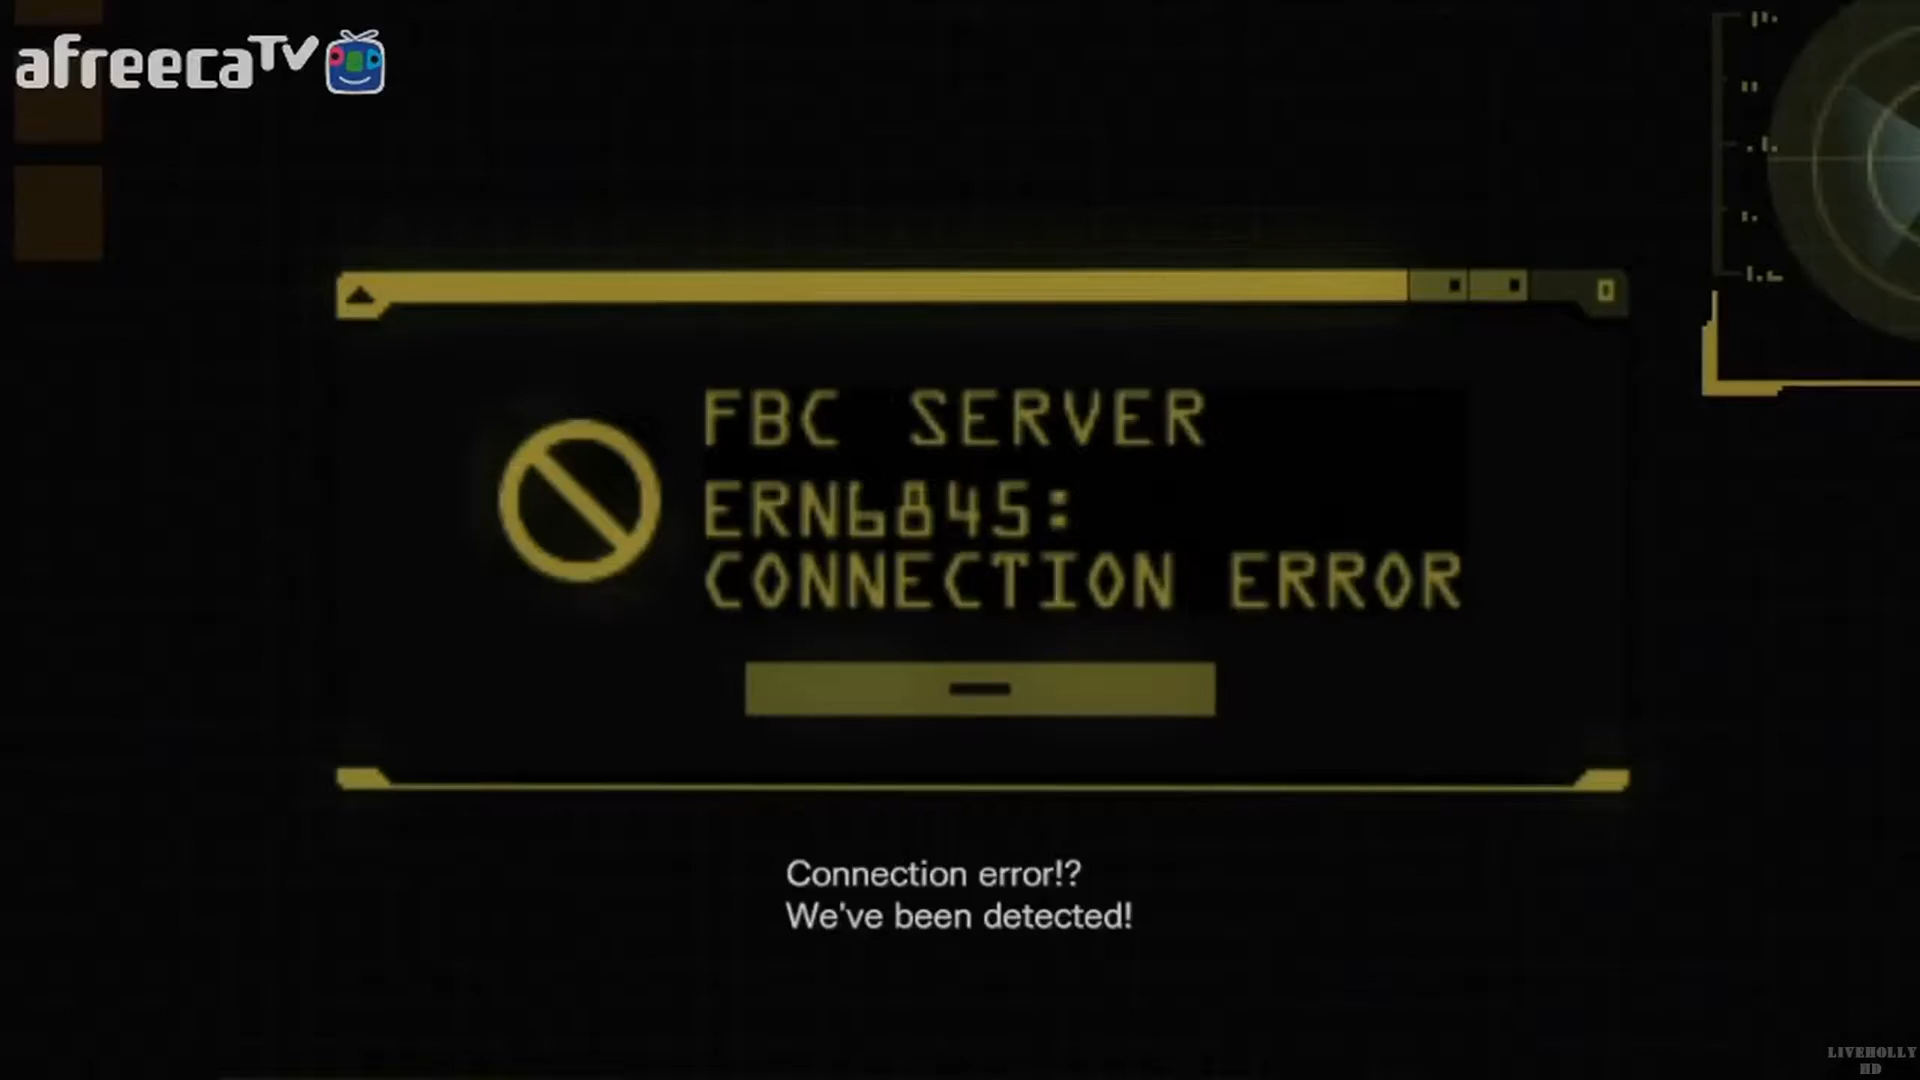 afreecaTV
FBC SERVER
ERN6845:
CONNECTION ERROR
Connection error!?
We've been detected!
LIVEHOLLY
HD